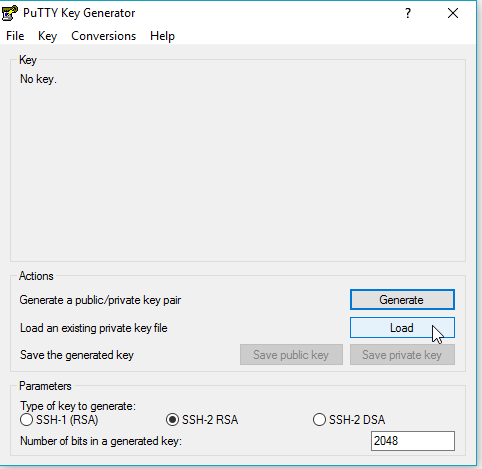 PuTTY Key Generator
File Key Conversions Help
Key
No key.
Actions
Generate a public/private key pair Generate
Load an existing private key file Load
Save the generated key Save public key Save private key
Parameters
Type of key to generate:
SSH-1 (RSA) SSH-2 RSA SSH-2 DSA
Number of bits in a generated key: 2048